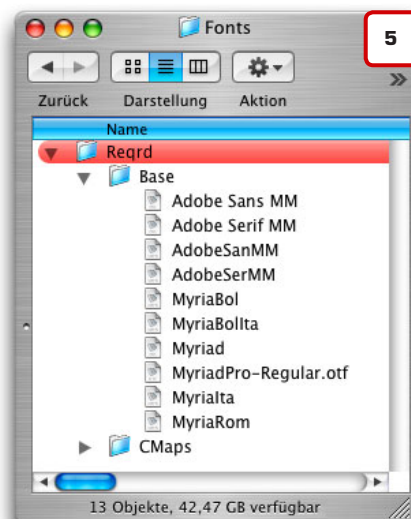 Fonts
5
Zurück Darstellung Aktion
Name
Reqrd
Base
Adobe Sans MM
Adobe Serif MM
AdobeSanMM
AdobeSerMM
MyriaBol
MyriaBolIta
Myriad
MyriadPro-Regular.otf
MyriaIta
MyriaRom
CMaps
13 Objekte, 42,47 GB verfügbar